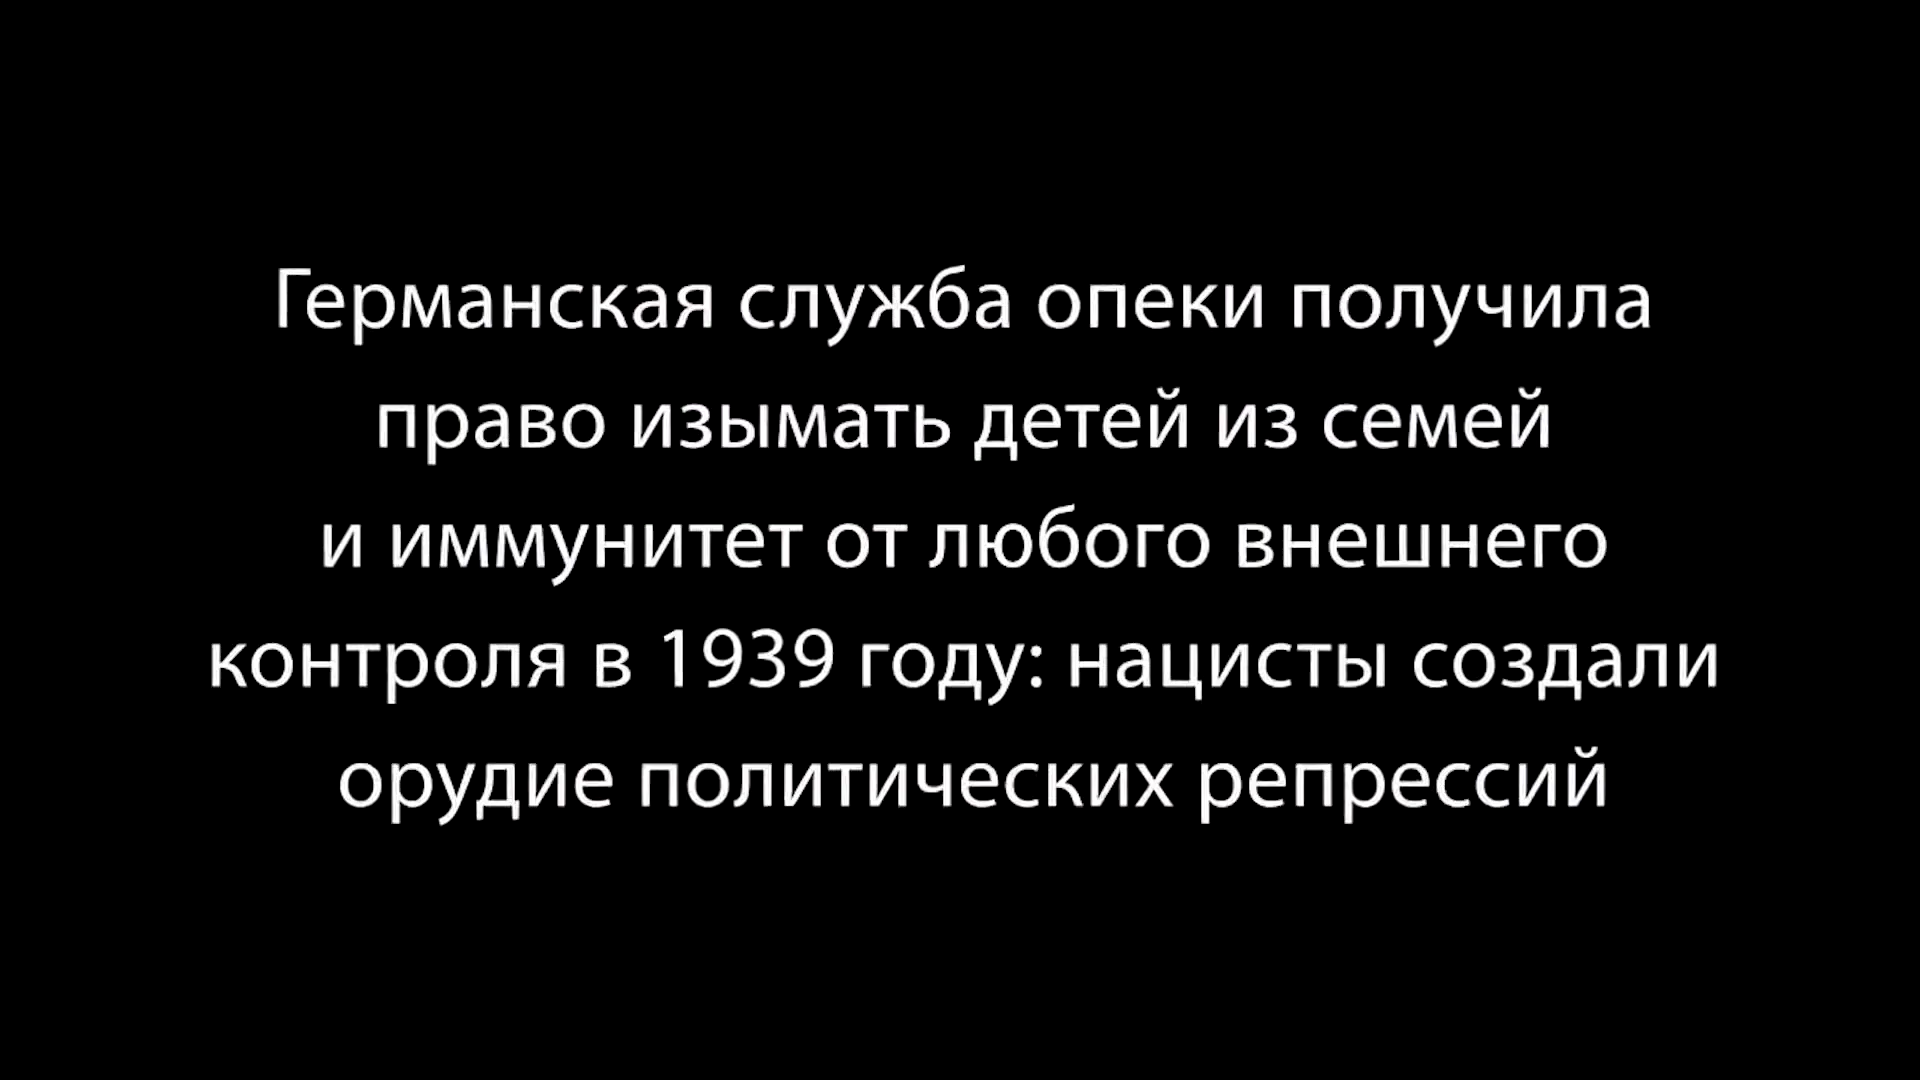 Германская служба опеки получила
право изымать детей из семей
и иммунитет от любого внешнего
контроля в 1939 году: нацисты создали
орудие политических репрессий